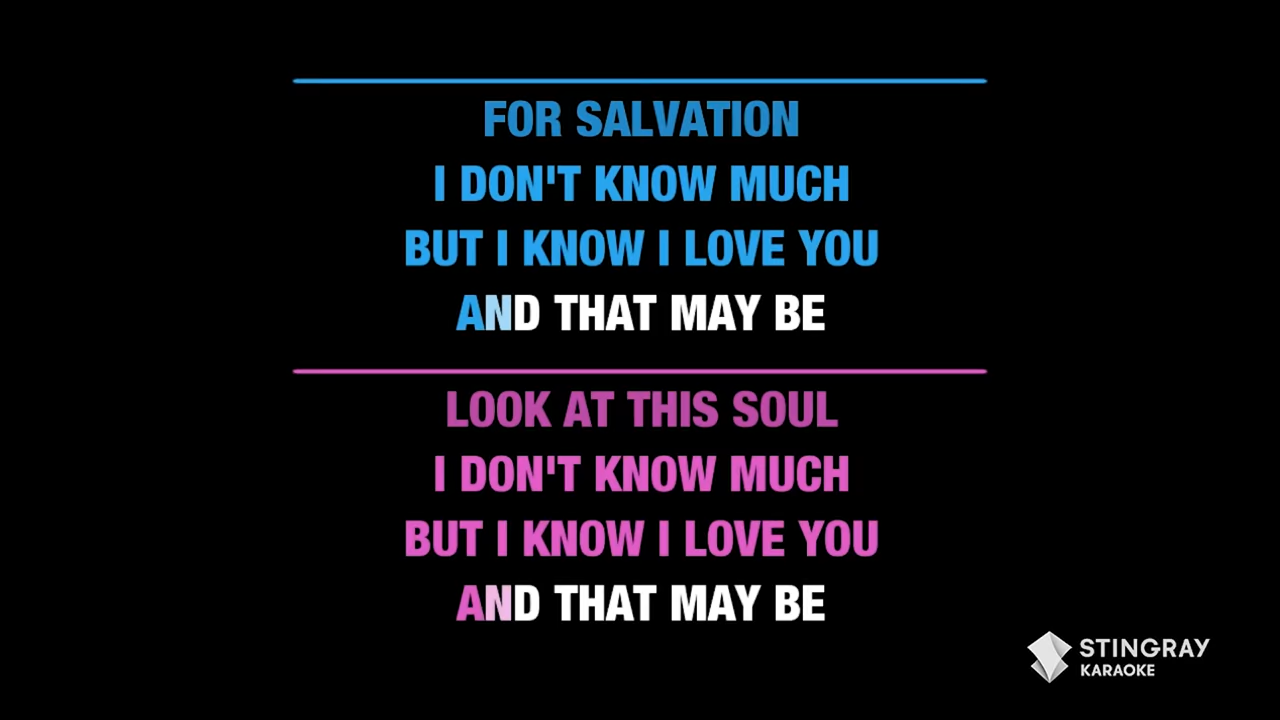 FOR SALVATION
I DON'T KNOW MUCH
BUT I KNOW I LOVE YOU
AND THAT MAY BE
LOOK AT THIS SOUL
I DON'T KNOW MUCH
BUT I KNOW I LOVE YOU
AND THAT MAY BE
STINGRAY
KARAOKE